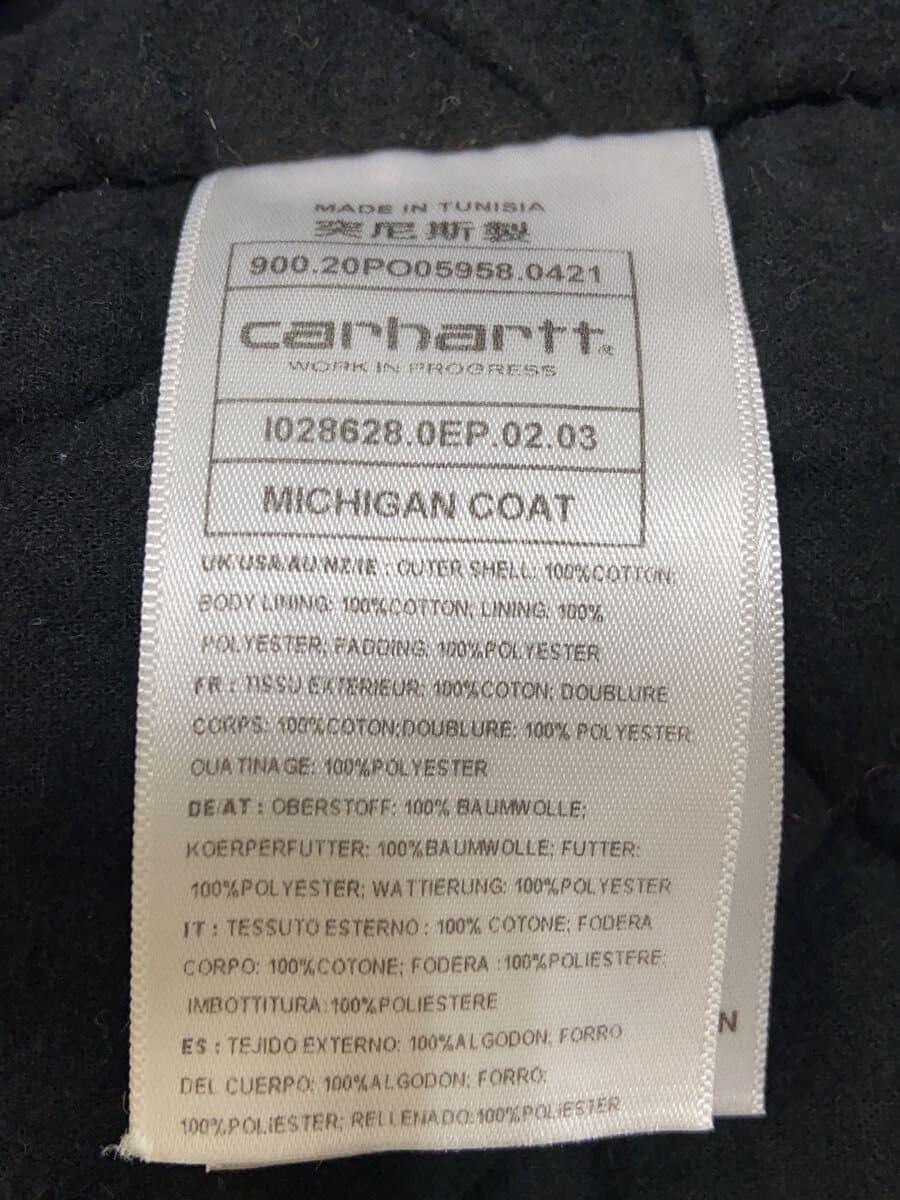 MADE IN TUNISIA
突尼斯製
900.20PO05958.0421
carhartt®
WORK IN PROGRESS
I028628.0EP.02.03
MICHIGAN COAT
UK/USA/AU/NZ/IE : OUTER SHELL: 100%COTTON;
BODY LINING: 100%COTTON; LINING: 100%
POLYESTER; PADDING: 100%POLYESTER
FR : TISSU EXTERIEUR: 100%COTON; DOUBLURE
CORPS: 100%COTON;DOUBLURE: 100% POLYESTER;
OUATINAGE: 100%POLYESTER
DE/AT : OBERSTOFF: 100% BAUMWOLLE;
KOERPERFUTTER: 100%BAUMWOLLE; FUTTER:
100%POLYESTER; WATTIERUNG: 100%POLYESTER
IT : TESSUTO ESTERNO : 100% COTONE; FODERA
CORPO: 100%COTONE; FODERA :100%POLIESTERE;
IMBOTTITURA:100%POLIESTERE
ES : TEJIDO EXTERNO: 100%ALGODON; FORRO
DEL CUERPO: 100%ALGODON; FORRO:
100%POLIESTER; RELLENADO:100%POLIESTER
N